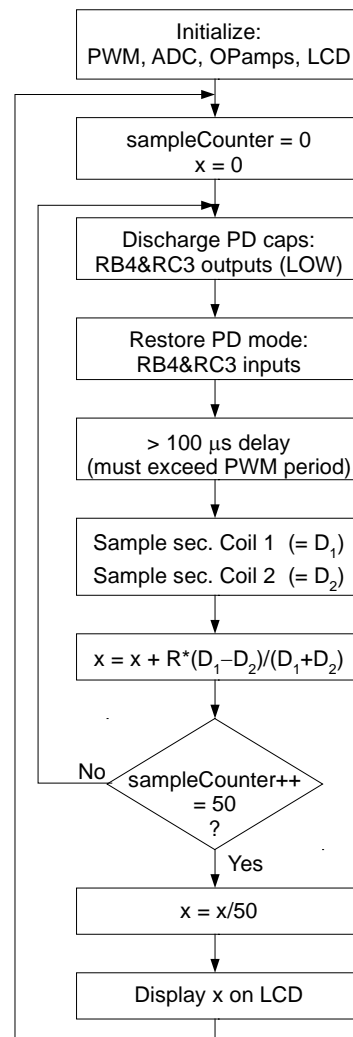 Initialize:
PWM, ADC, OPamps, LCD
sampleCounter = 0
x = 0
Discharge PD caps:
RB4&RC3 outputs (LOW)
Restore PD mode:
RB4&RC3 inputs
> 100 μs delay
(must exceed PWM period)
Sample sec. Coil 1 (= D₁)
Sample sec. Coil 2 (= D₂)
x = x + R*(D₁−D₂)/(D₁+D₂)
No
sampleCounter++
= 50
?
Yes
x = x/50
Display x on LCD